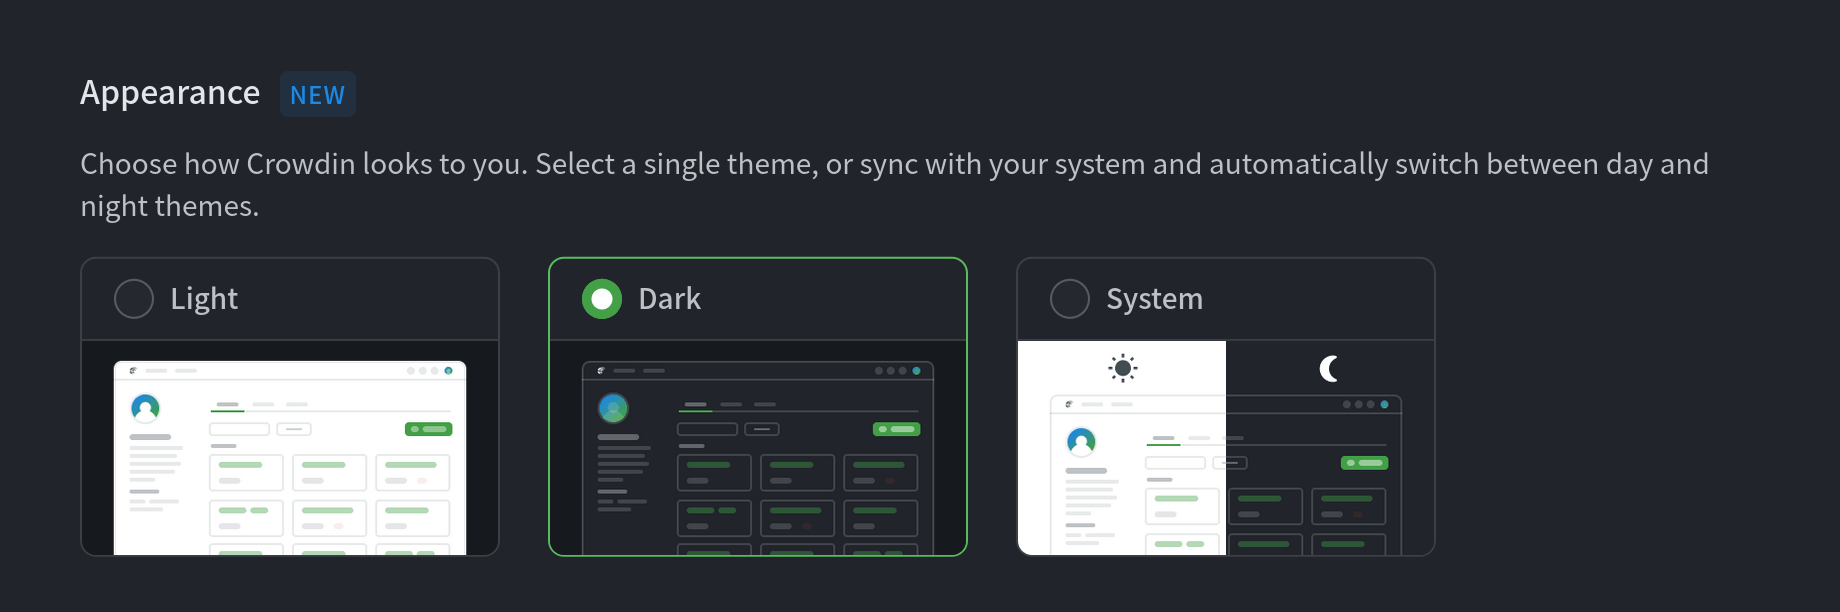 Appearance NEW
Choose how Crowdin looks to you. Select a single theme, or sync with your system and automatically switch between day and
night themes.
Light
Dark
System